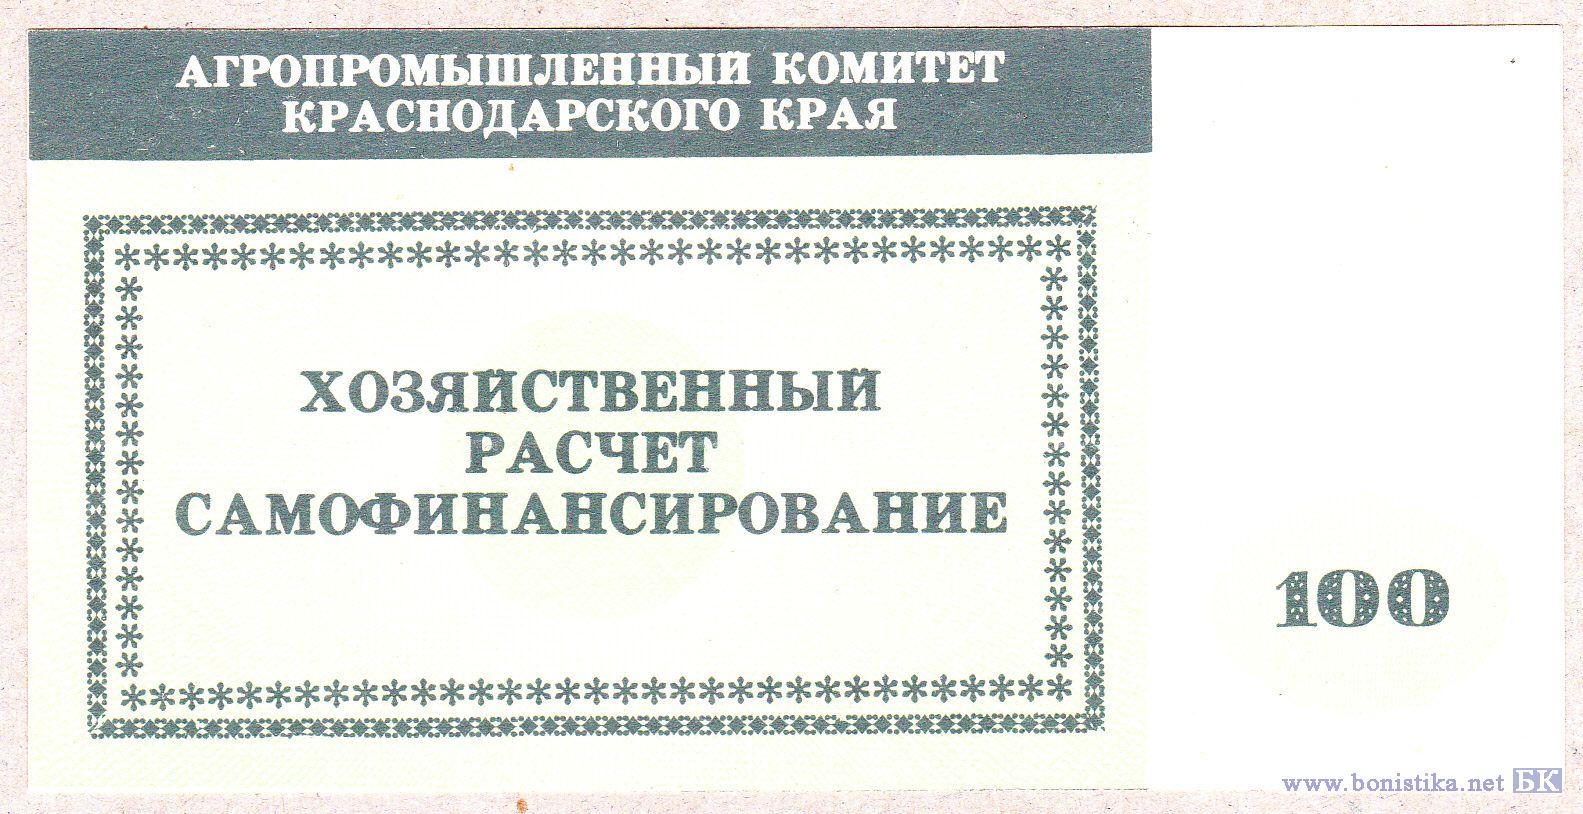 АГРОПРОМЫШЛЕННЫЙ КОМИТЕТ
КРАСНОДАРСКОГО КРАЯ
ХОЗЯЙСТВЕННЫЙ
РАСЧЕТ
САМОФИНАНСИРОВАНИЕ
100
www.bonistika.net БК